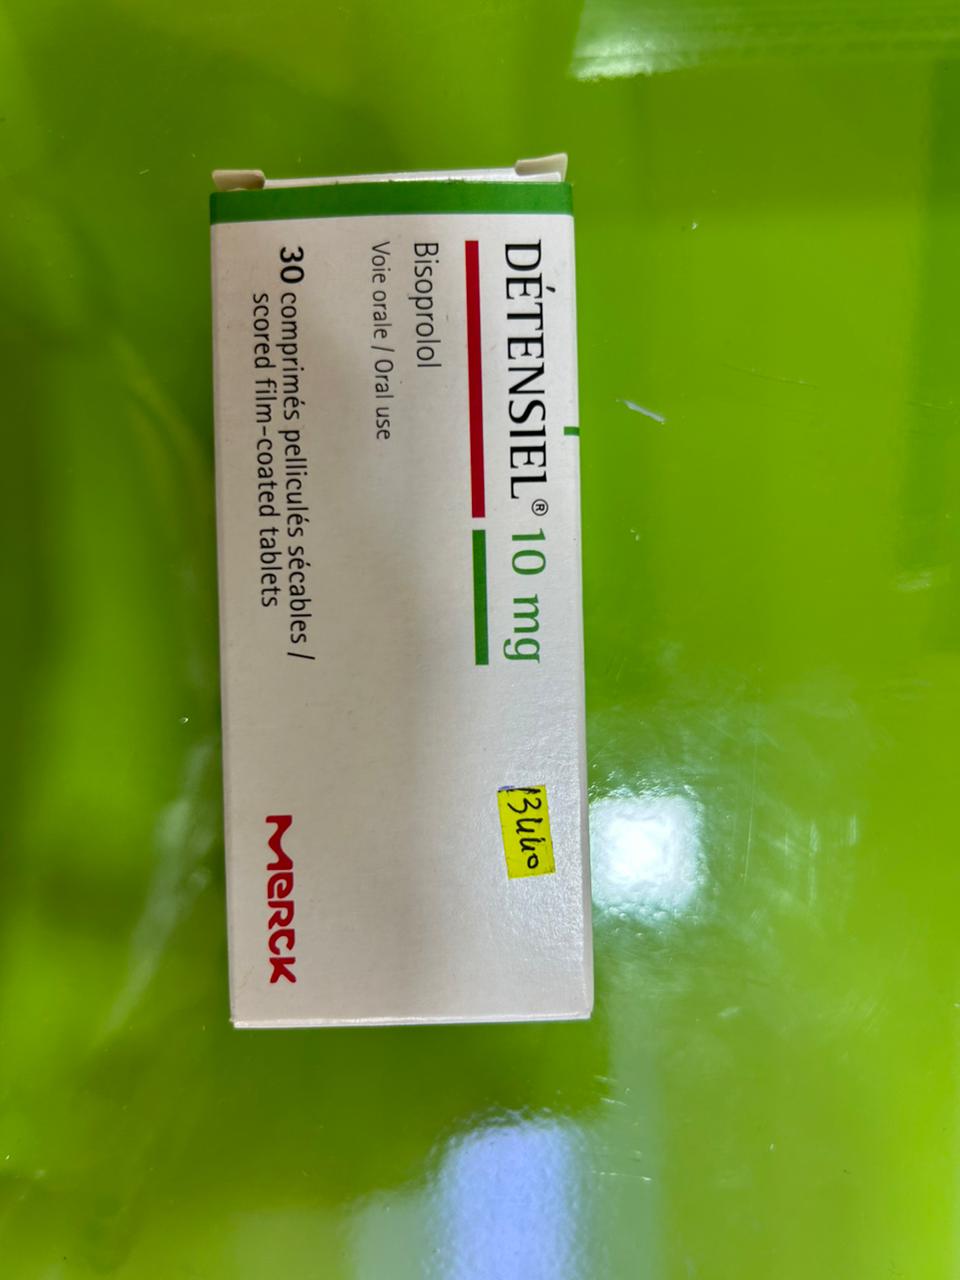 DÉTENSIEL® 10 mg
13440
Bisoprolol
Voie orale / Oral use
30 comprimés pelliculés sécables /
scored film-coated tablets
MERCK